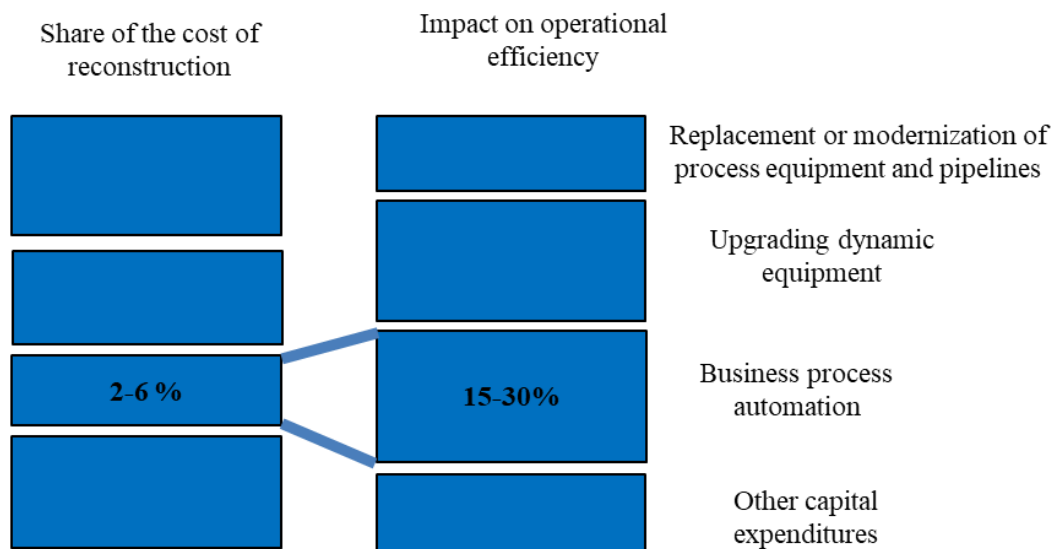 Share of the cost of
reconstruction
Impact on operational
efficiency
Replacement or modernization of
process equipment and pipelines
Upgrading dynamic
equipment
2-6 %
15-30%
Business process
automation
Other capital
expenditures